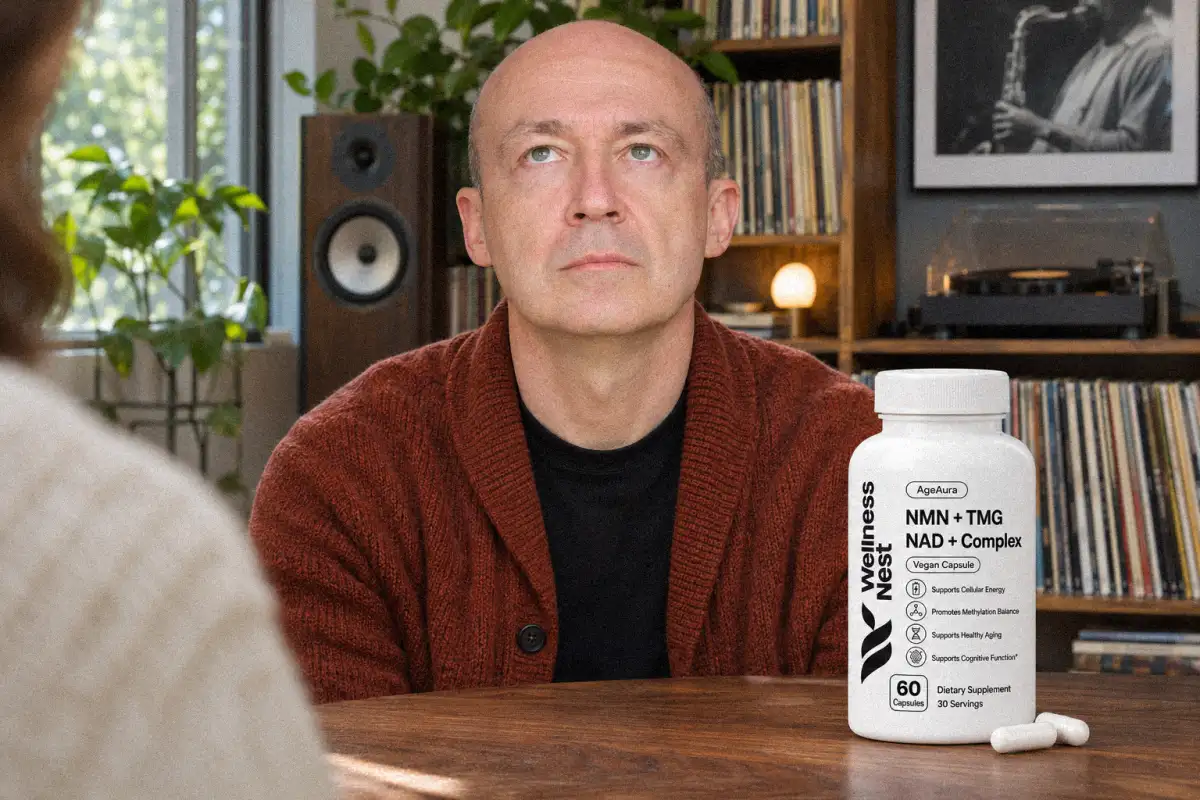 Wellness
Nest
AgeAura
NMN + TMG
NAD + Complex
Vegan Capsule
Supports Cellular Energy
Promotes Methylation Balance
Supports Healthy Aging
Supports Cognitive Function*
60
Capsules
Dietary Supplement
30 Servings